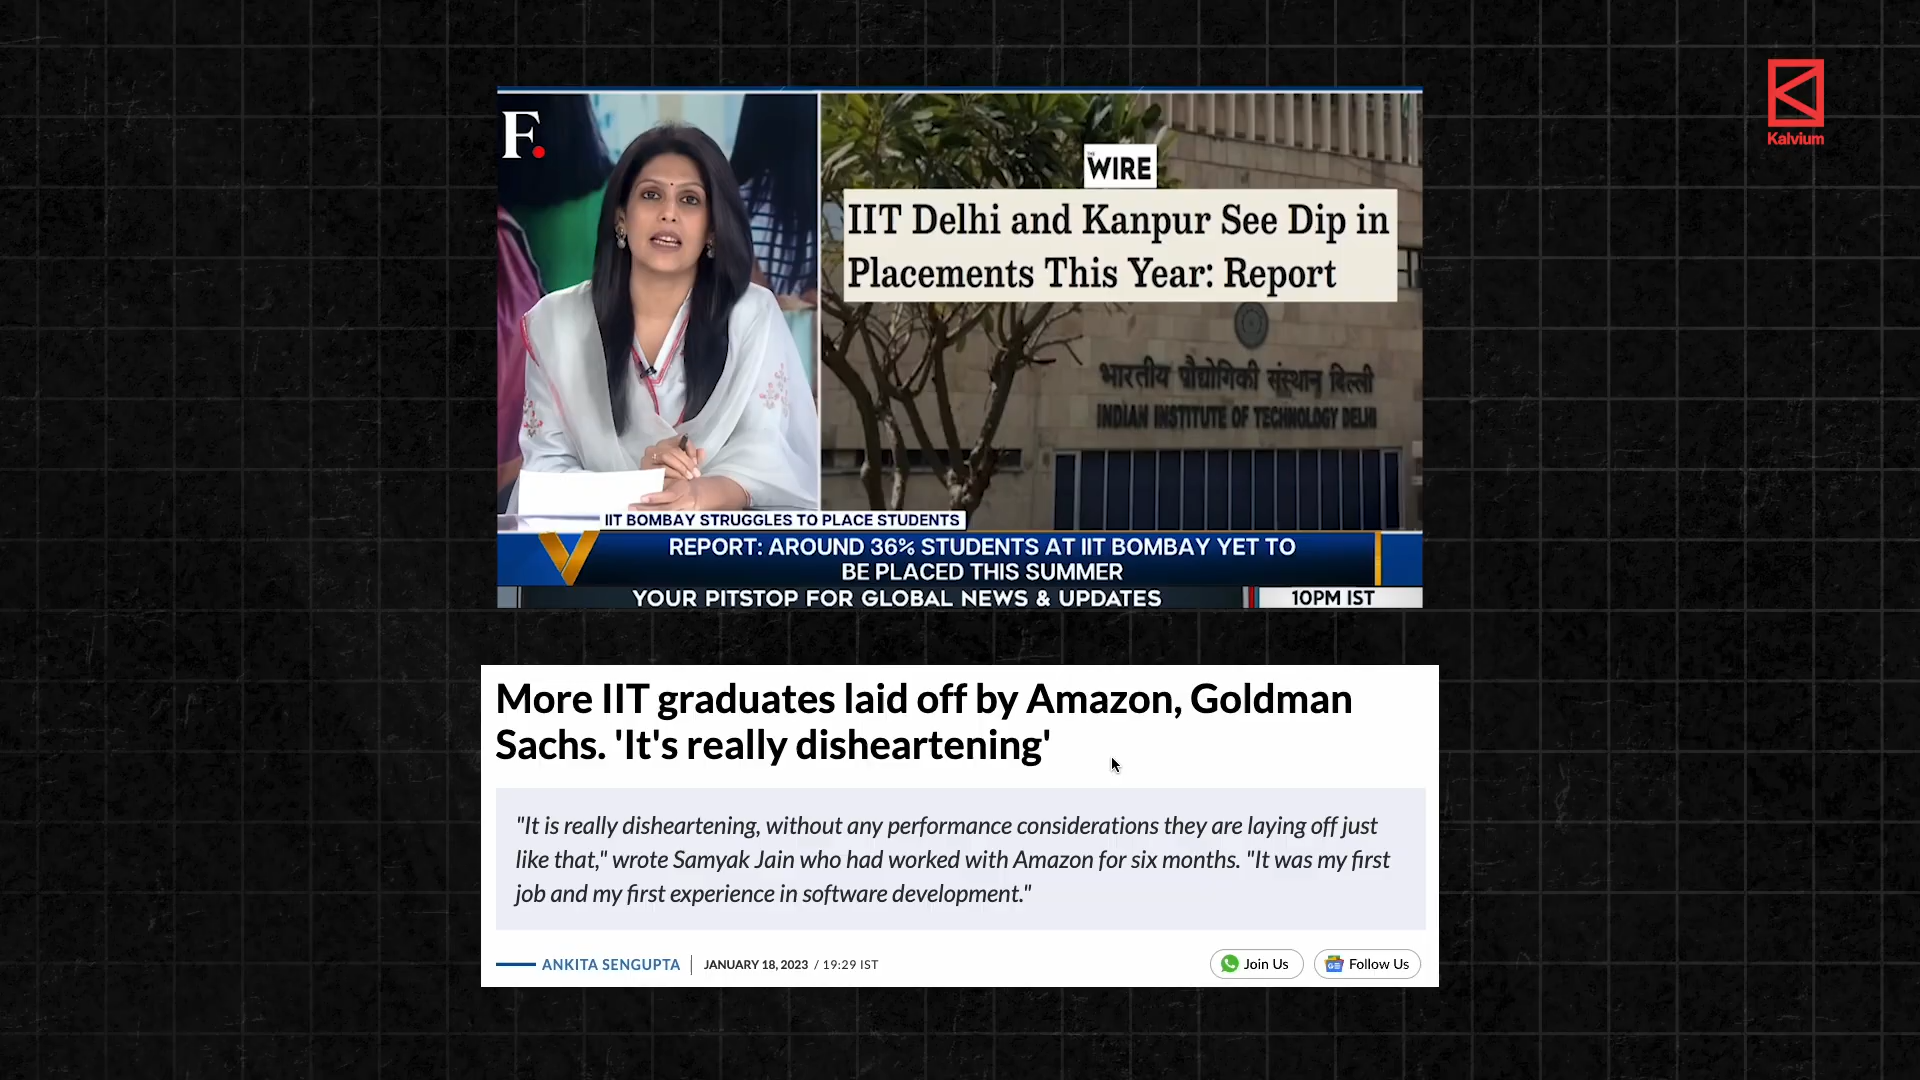 F.
Kalvium
THE
WIRE
IIT Delhi and Kanpur See Dip in
Placements This Year: Report
भारतीय प्रौद्योगिकी संस्थान दिल्ली
INDIAN INSTITUTE OF TECHNOLOGY DELHI
IIT BOMBAY STRUGGLES TO PLACE STUDENTS
REPORT: AROUND 36% STUDENTS AT IIT BOMBAY YET TO
BE PLACED THIS SUMMER
YOUR PITSTOP FOR GLOBAL NEWS & UPDATES
10PM IST
More IIT graduates laid off by Amazon, Goldman
Sachs. 'It's really disheartening'
"It is really disheartening, without any performance considerations they are laying off just
like that," wrote Samyak Jain who had worked with Amazon for six months. "It was my first
job and my first experience in software development."
ANKITA SENGUPTA
JANUARY 18, 2023 / 19:29 IST
Join Us
Follow Us